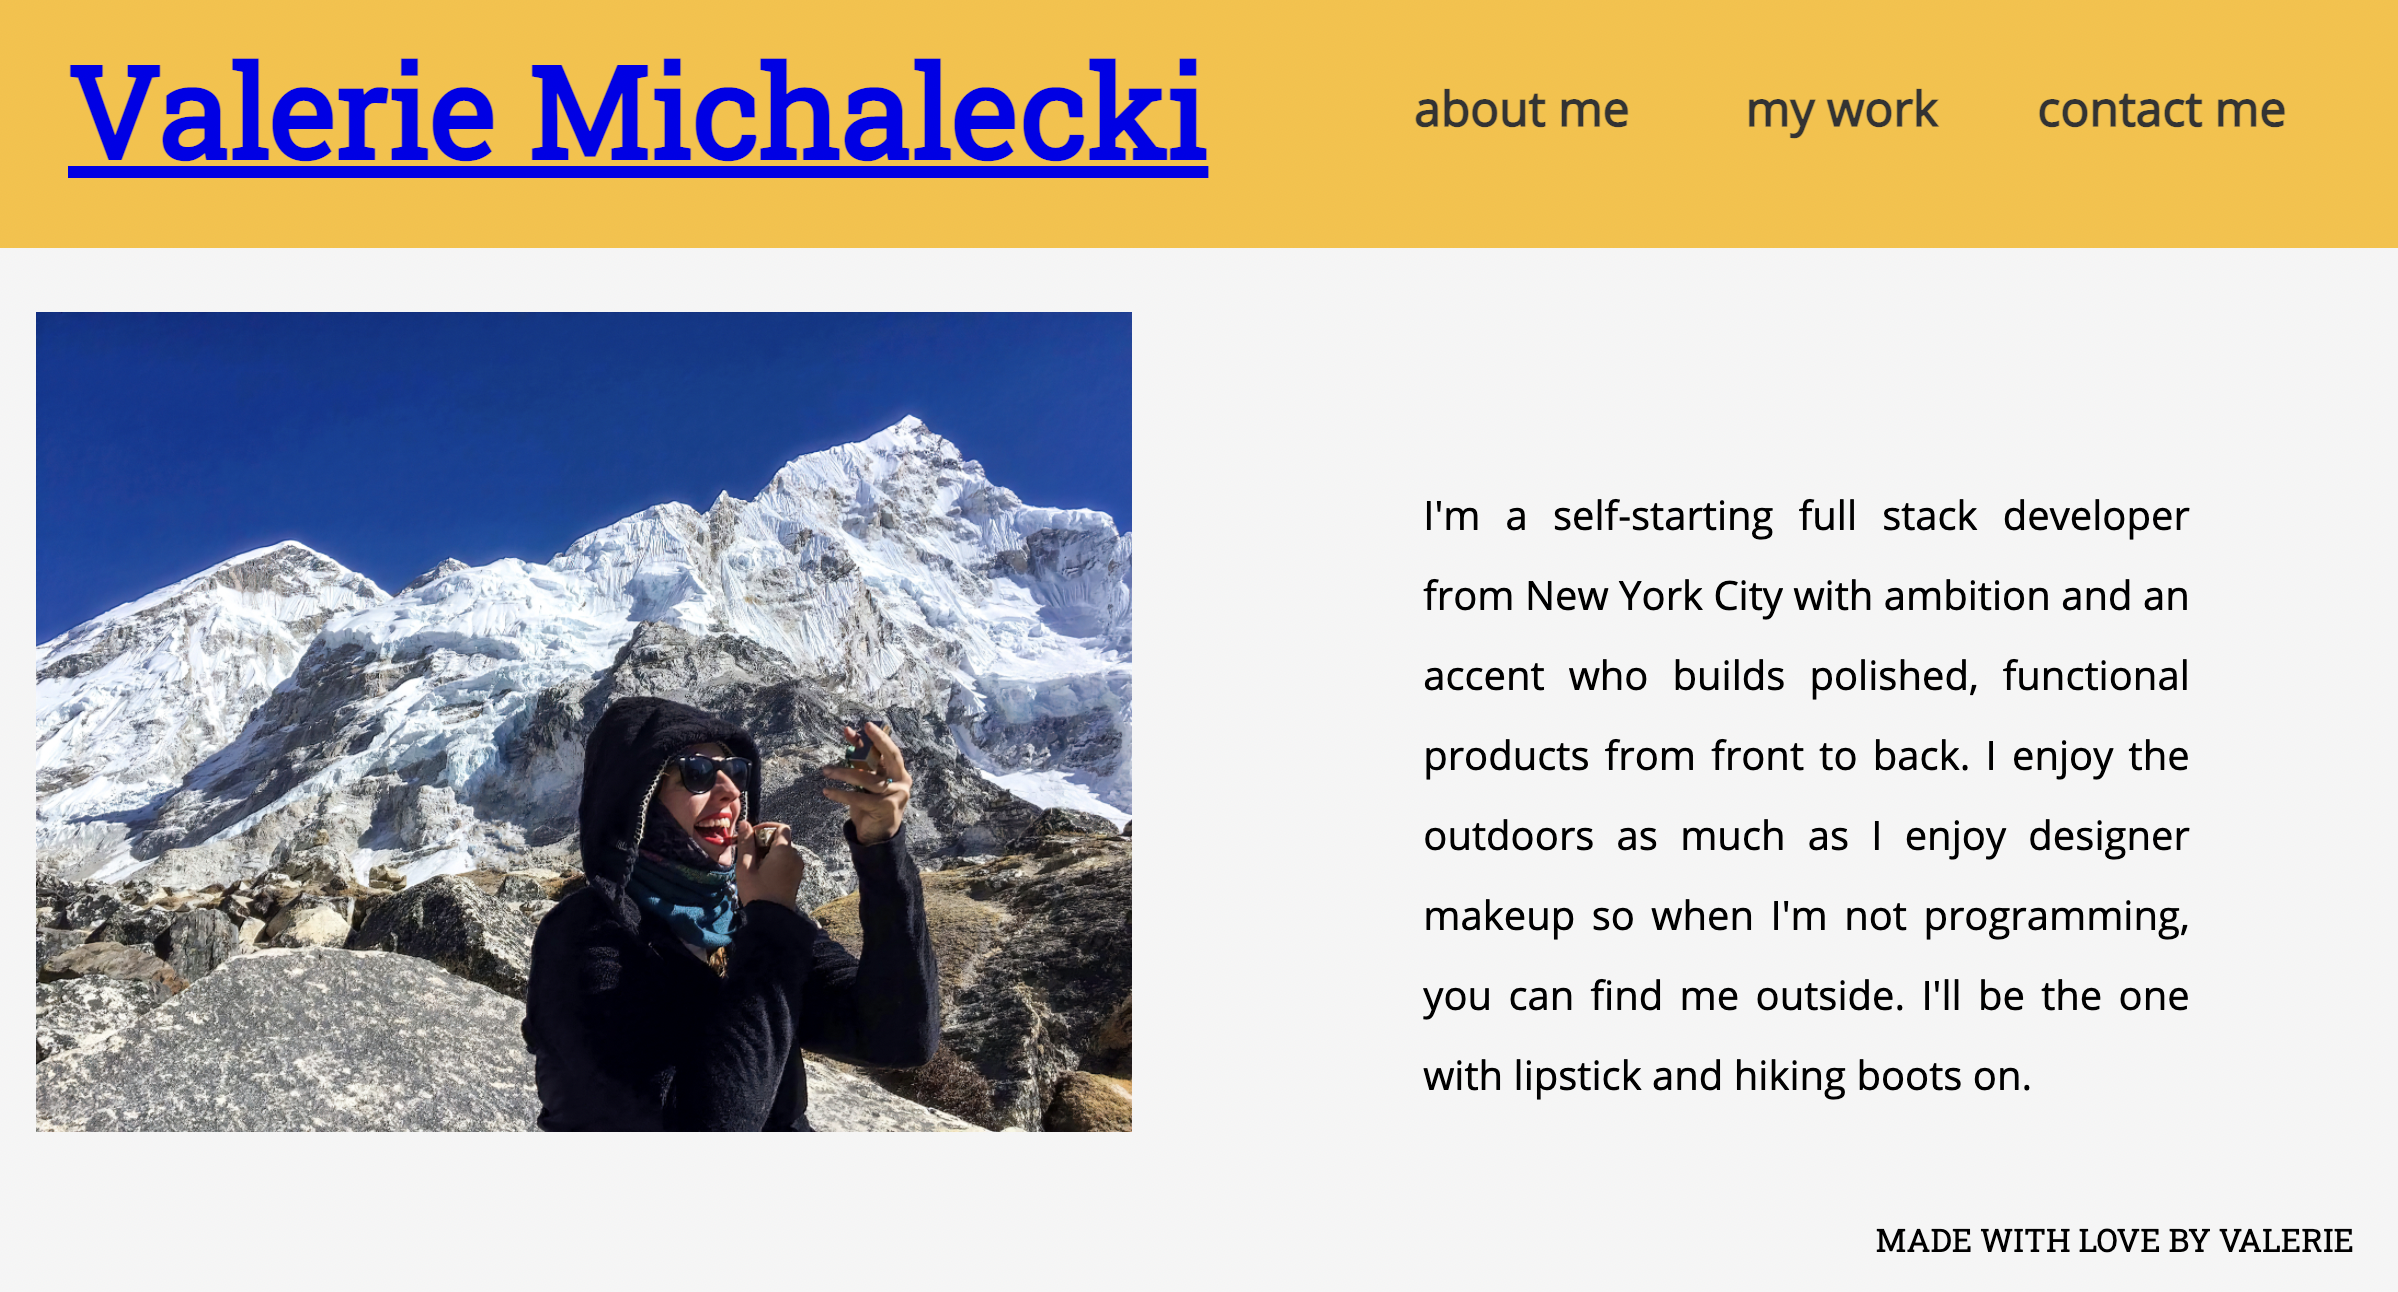 Valerie Michalecki
about me my work contact me
I'm a self-starting full stack developer
from New York City with ambition and an
accent who builds polished, functional
products from front to back. I enjoy the
outdoors as much as I enjoy designer
makeup so when I'm not programming,
you can find me outside. I'll be the one
with lipstick and hiking boots on.
MADE WITH LOVE BY VALERIE